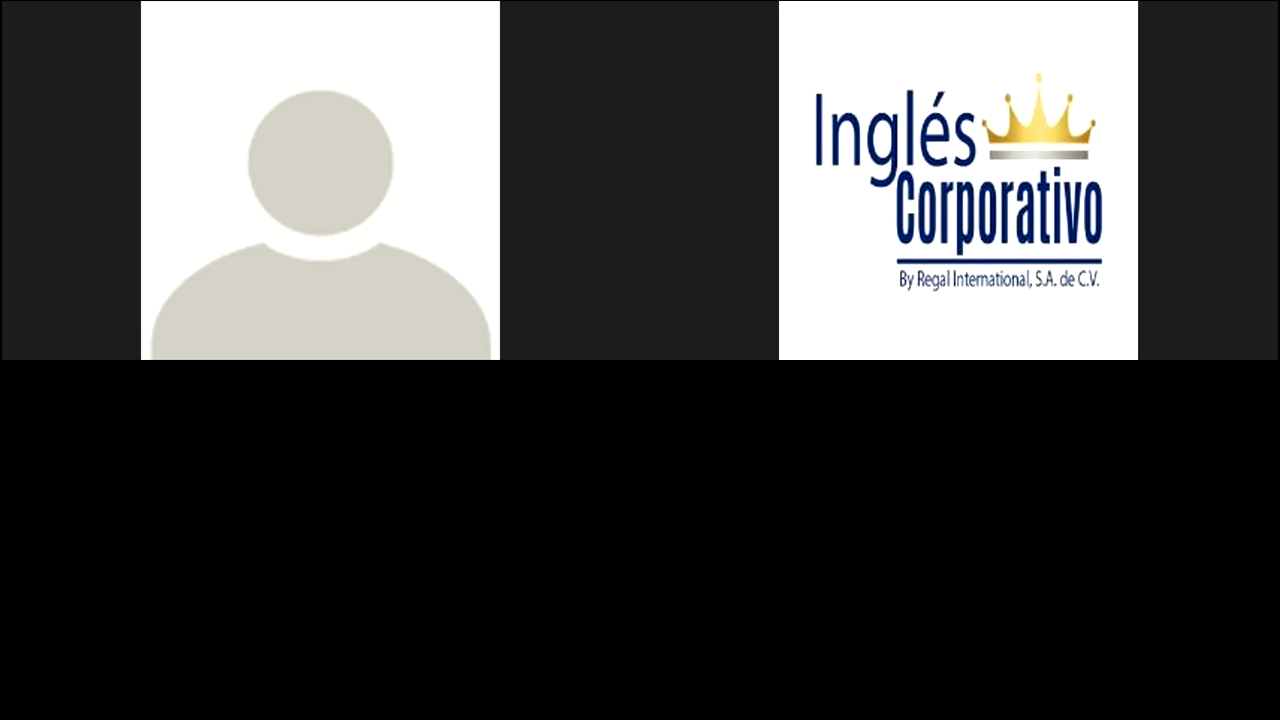 Inglés
Corporativo
By Regal International, S.A. de C.V.